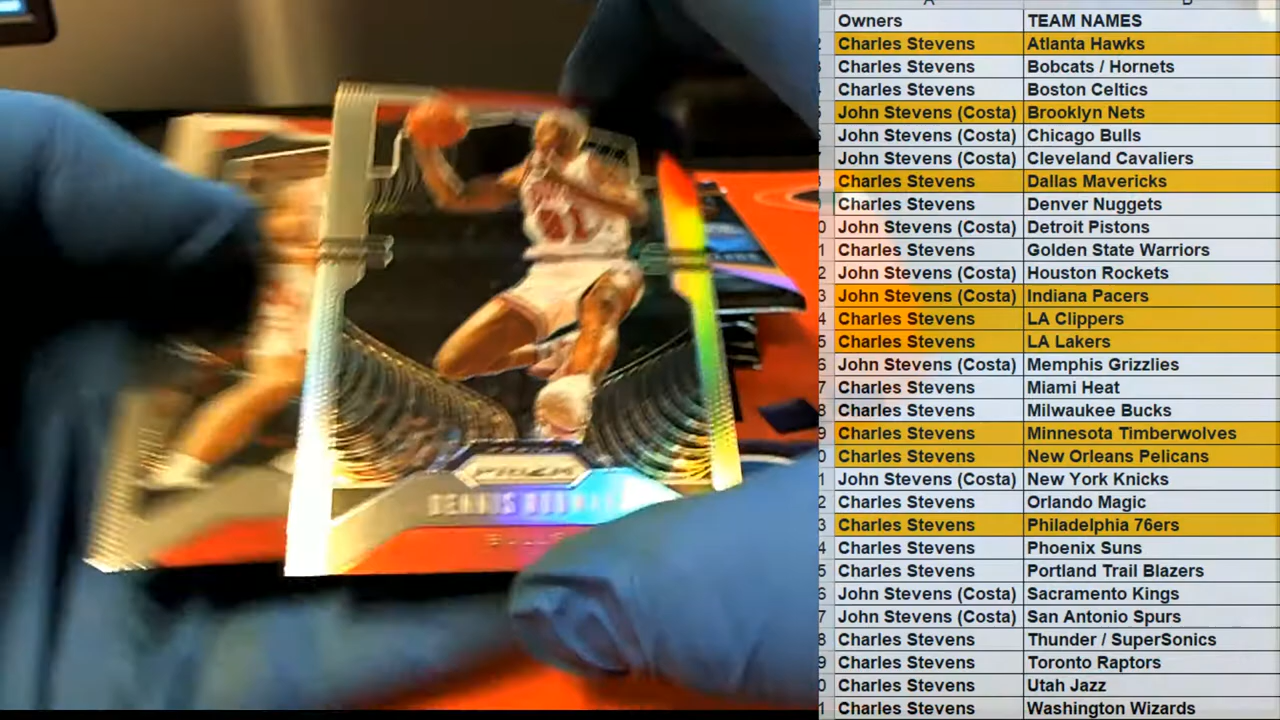 Owners TEAM NAMES
Charles Stevens Atlanta Hawks
Charles Stevens Bobcats / Hornets
Charles Stevens Boston Celtics
John Stevens (Costa) Brooklyn Nets
John Stevens (Costa) Chicago Bulls
John Stevens (Costa) Cleveland Cavaliers
Charles Stevens Dallas Mavericks
Charles Stevens Denver Nuggets
John Stevens (Costa) Detroit Pistons
Charles Stevens Golden State Warriors
John Stevens (Costa) Houston Rockets
John Stevens (Costa) Indiana Pacers
Charles Stevens LA Clippers
Charles Stevens LA Lakers
John Stevens (Costa) Memphis Grizzlies
Charles Stevens Miami Heat
Charles Stevens Milwaukee Bucks
Charles Stevens Minnesota Timberwolves
Charles Stevens New Orleans Pelicans
John Stevens (Costa) New York Knicks
Charles Stevens Orlando Magic
Charles Stevens Philadelphia 76ers
Charles Stevens Phoenix Suns
Charles Stevens Portland Trail Blazers
John Stevens (Costa) Sacramento Kings
John Stevens (Costa) San Antonio Spurs
Charles Stevens Thunder / SuperSonics
Charles Stevens Toronto Raptors
Charles Stevens Utah Jazz
Charles Stevens Washington Wizards
91
PRIZM
DENNIS RODMAN